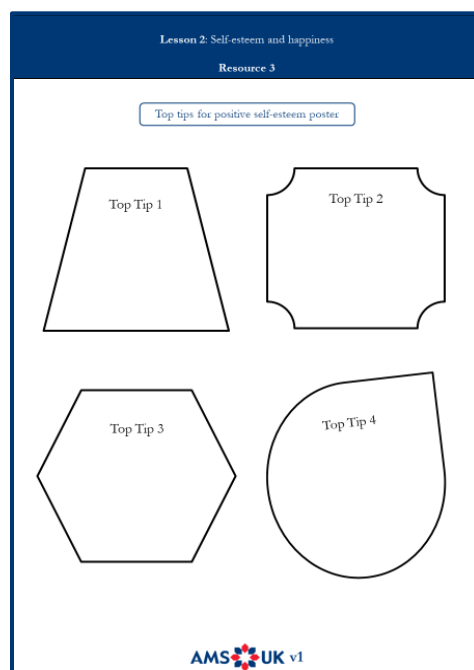 Lesson 2: Self-esteem and happiness
Resource 3
Top tips for positive self-esteem poster
Top Tip 1
Top Tip 2
Top Tip 3
Top Tip 4
AMS UK v1